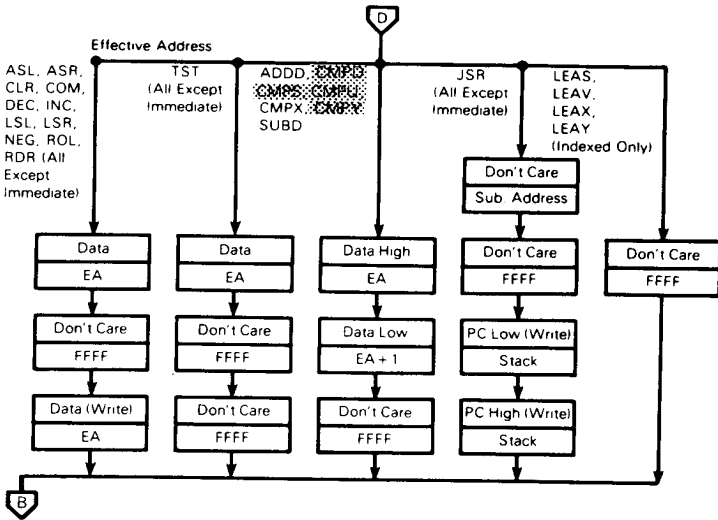 D
Effective Address
ASL, ASR,
CLR, COM,
DEC, INC,
LSL, LSR,
NEG, ROL,
RDR (All
Except
Immediate)
TST
(All Except
Immediate)
ADDD, CMPD
CMPS, CMPU
CMPX, CMPY
SUBD
JSR
(All Except
Immediate)
LEAS,
LEAV,
LEAX,
LEAY
(Indexed Only)
Data
EA
Don't Care
FFFF
Data (Write)
EA
Data
EA
Don't Care
FFFF
Don't Care
FFFF
Data High
EA
Data Low
EA + 1
Don't Care
FFFF
Don't Care
Sub. Address
Don't Care
FFFF
PC Low (Write)
Stack
PC High (Write)
Stack
Don't Care
FFFF
B